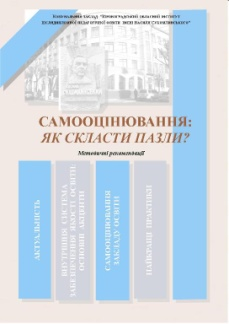 КОМУНАЛЬНИЙ ЗАКЛАД "КІРОВОГРАДСЬКИЙ ОБЛАСНИЙ ІНСТИТУТ
ПІСЛЯДИПЛОМНОЇ ПЕДАГОГІЧНОЇ ОСВІТИ ІМЕНІ ВАСИЛЯ СУХОМЛИНСЬКОГО"
САМООЦІНЮВАННЯ:
ЯК СКЛАСТИ ПАЗЛИ?
Методичні рекомендації
АКТУАЛЬНІСТЬ
ВНУТРІШНЯ СИСТЕМА
ЗАБЕЗПЕЧЕННЯ ЯКОСТІ ОСВІТИ:
ОСНОВНІ АКЦЕНТИ
САМООЦІНЮВАННЯ
ЗАКЛАДУ ОСВІТИ
НАЙКРАЩІ ПРАКТИКИ